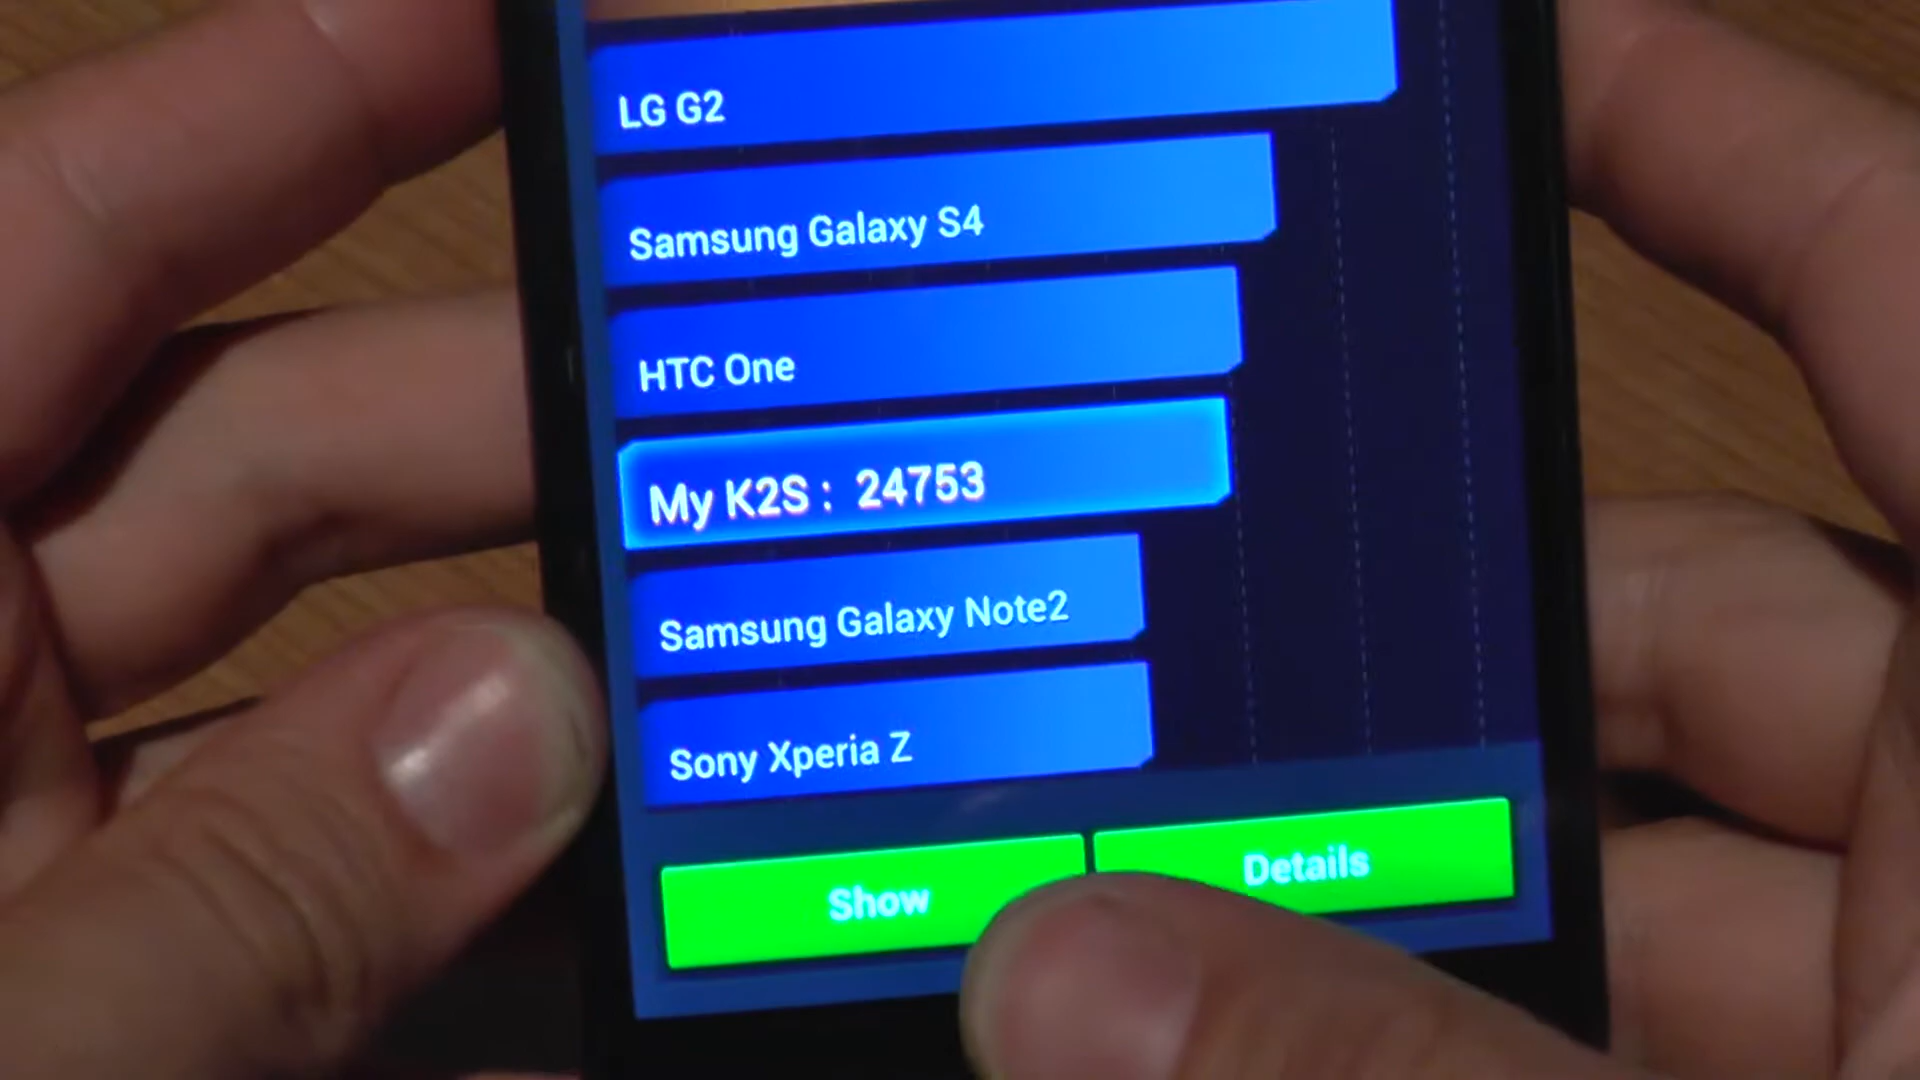 LG G2
Samsung Galaxy S4
HTC One
My K2S : 24753
Samsung Galaxy Note2
Sony Xperia Z
Show
Details